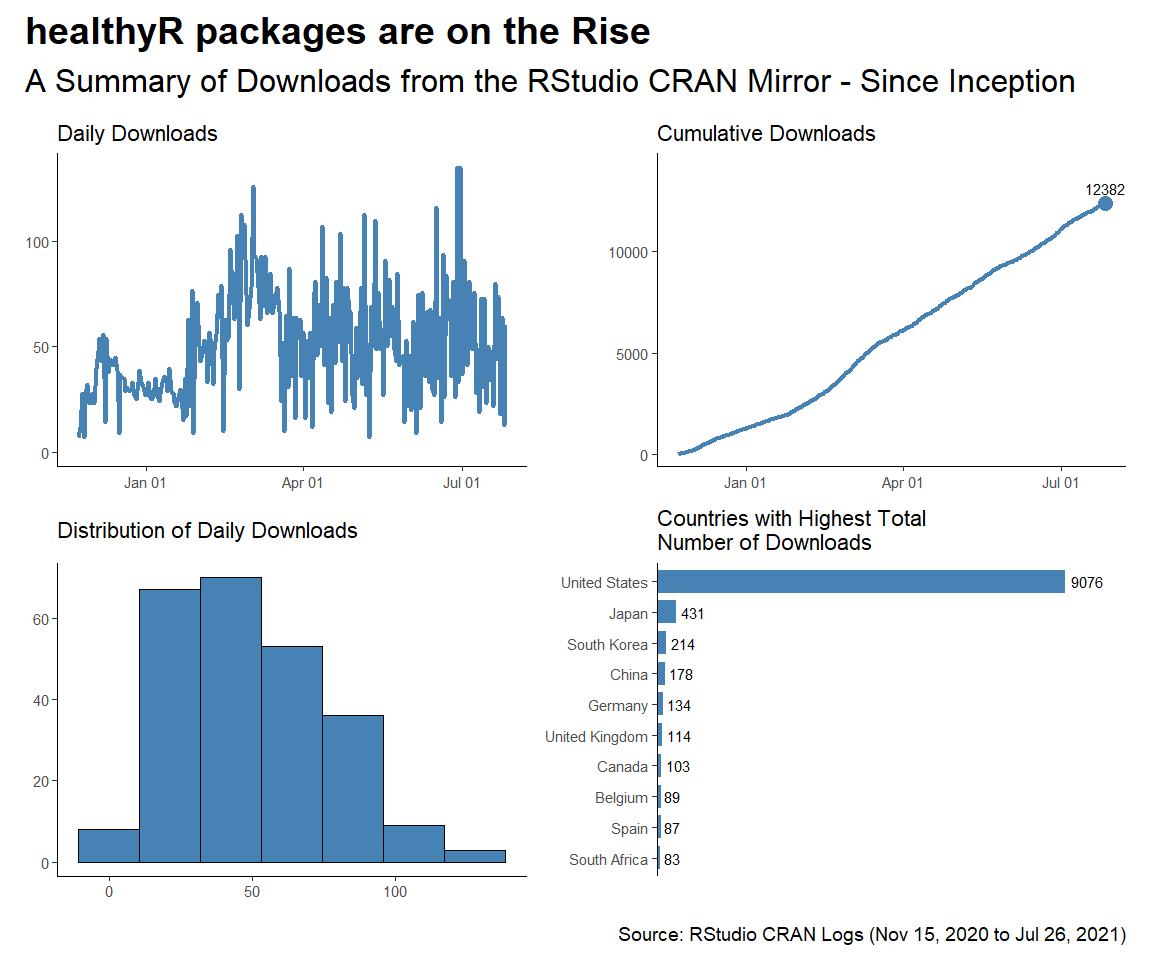 healthyR packages are on the Rise
A Summary of Downloads from the RStudio CRAN Mirror - Since Inception
Daily Downloads
100
50
0
Jan 01 Apr 01 Jul 01
Cumulative Downloads
12382
10000
5000
0
Jan 01 Apr 01 Jul 01
Distribution of Daily Downloads
60
40
20
0
0 50 100
Countries with Highest Total
Number of Downloads
United States 9076
Japan 431
South Korea 214
China 178
Germany 134
United Kingdom 114
Canada 103
Belgium 89
Spain 87
South Africa 83
Source: RStudio CRAN Logs (Nov 15, 2020 to Jul 26, 2021)